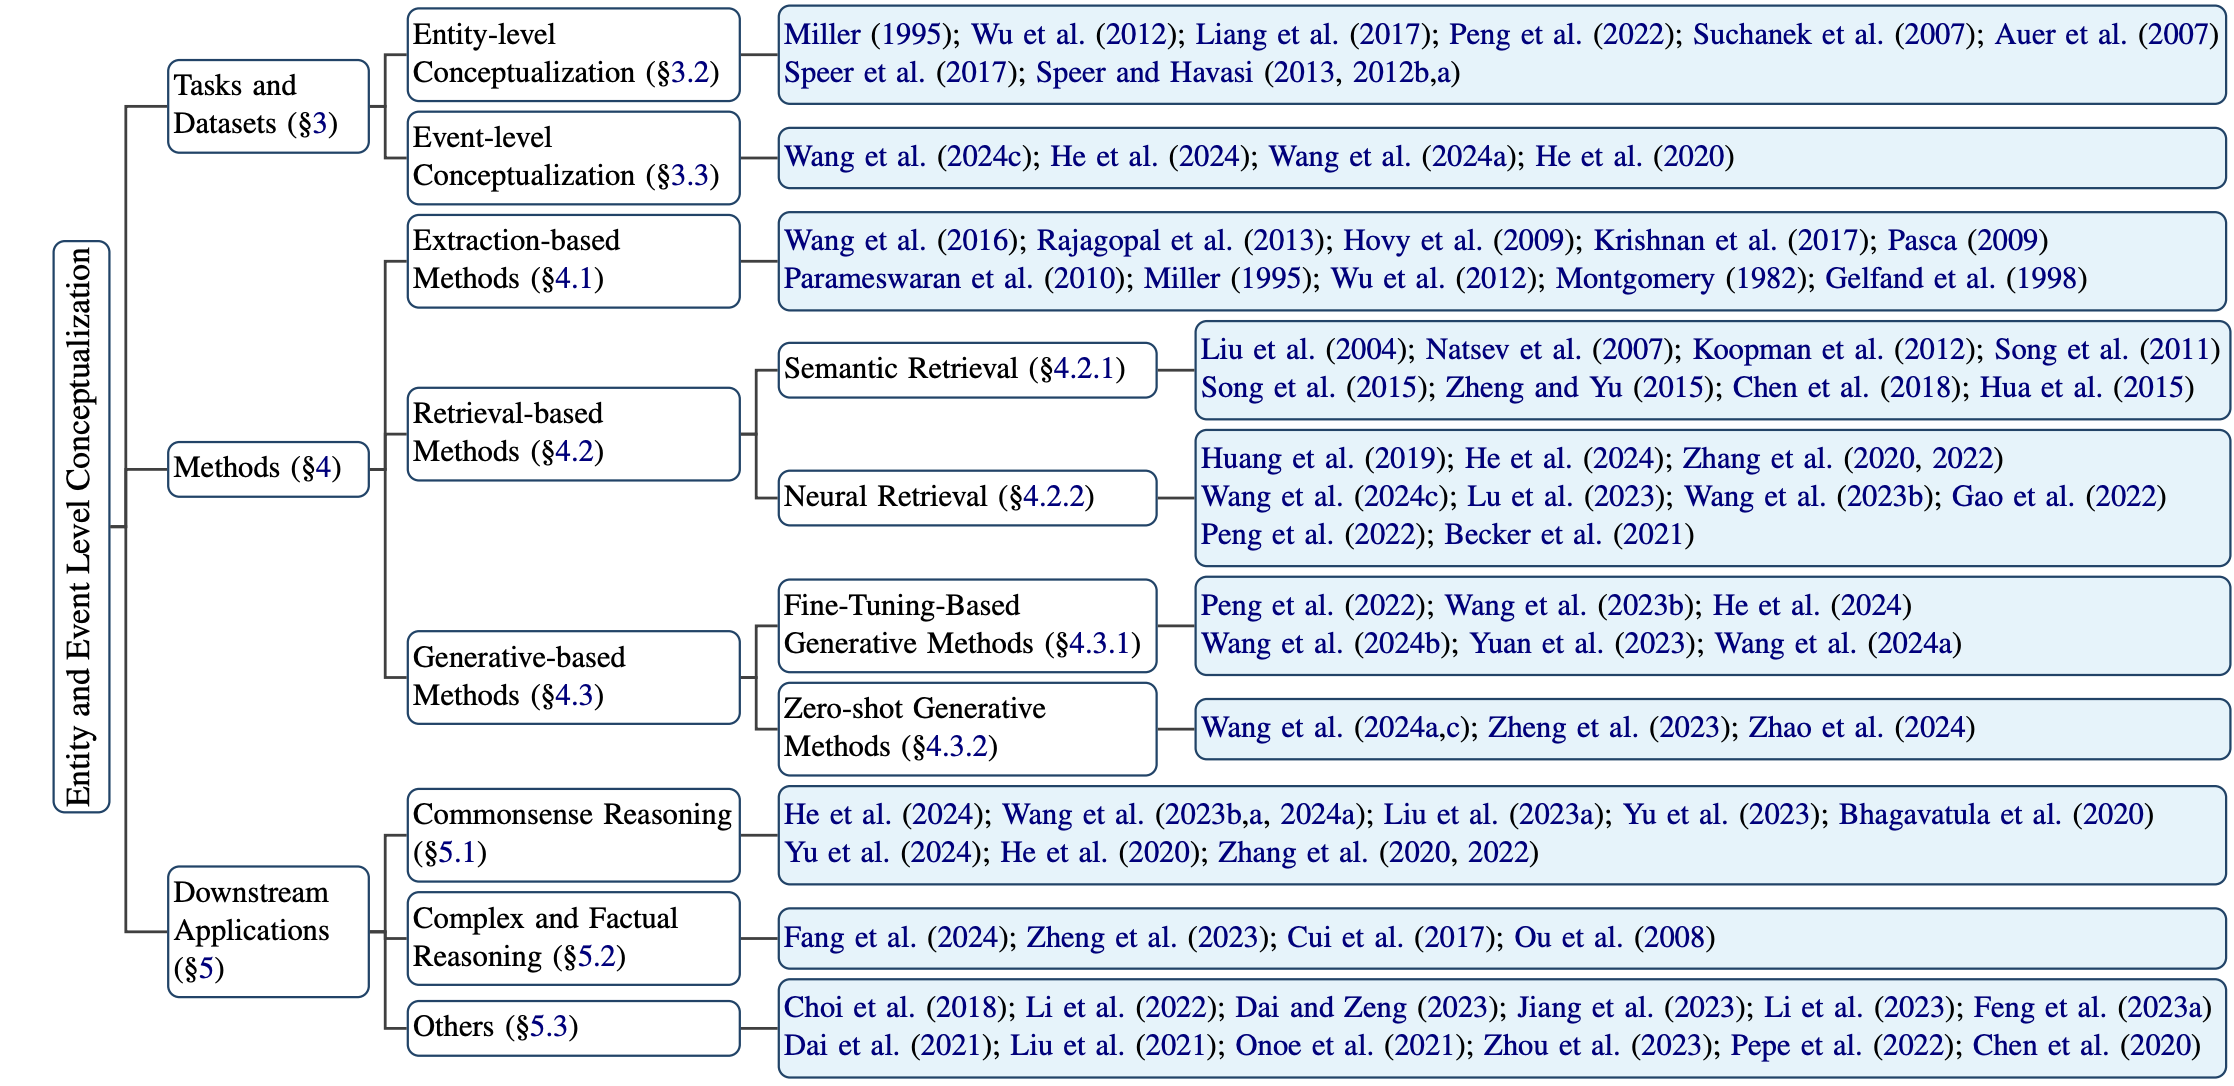 Entity and Event Level Conceptualization
Tasks and
Datasets (§3)
Entity-level
Conceptualization (§3.2)
Miller (1995); Wu et al. (2012); Liang et al. (2017); Peng et al. (2022); Suchanek et al. (2007); Auer et al. (2007)
Speer et al. (2017); Speer and Havasi (2013, 2012b,a)
Event-level
Conceptualization (§3.3)
Wang et al. (2024c); He et al. (2024); Wang et al. (2024a); He et al. (2020)
Methods (§4)
Extraction-based
Methods (§4.1)
Wang et al. (2016); Rajagopal et al. (2013); Hovy et al. (2009); Krishnan et al. (2017); Pasca (2009)
Parameswaran et al. (2010); Miller (1995); Wu et al. (2012); Montgomery (1982); Gelfand et al. (1998)
Retrieval-based
Methods (§4.2)
Semantic Retrieval (§4.2.1)
Liu et al. (2004); Natsev et al. (2007); Koopman et al. (2012); Song et al. (2011)
Song et al. (2015); Zheng and Yu (2015); Chen et al. (2018); Hua et al. (2015)
Neural Retrieval (§4.2.2)
Huang et al. (2019); He et al. (2024); Zhang et al. (2020, 2022)
Wang et al. (2024c); Lu et al. (2023); Wang et al. (2023b); Gao et al. (2022)
Peng et al. (2022); Becker et al. (2021)
Generative-based
Methods (§4.3)
Fine-Tuning-Based
Generative Methods (§4.3.1)
Peng et al. (2022); Wang et al. (2023b); He et al. (2024)
Wang et al. (2024b); Yuan et al. (2023); Wang et al. (2024a)
Zero-shot Generative
Methods (§4.3.2)
Wang et al. (2024a,c); Zheng et al. (2023); Zhao et al. (2024)
Downstream
Applications
(§5)
Commonsense Reasoning
(§5.1)
He et al. (2024); Wang et al. (2023b,a, 2024a); Liu et al. (2023a); Yu et al. (2023); Bhagavatula et al. (2020)
Yu et al. (2024); He et al. (2020); Zhang et al. (2020, 2022)
Complex and Factual
Reasoning (§5.2)
Fang et al. (2024); Zheng et al. (2023); Cui et al. (2017); Ou et al. (2008)
Others (§5.3)
Choi et al. (2018); Li et al. (2022); Dai and Zeng (2023); Jiang et al. (2023); Li et al. (2023); Feng et al. (2023a)
Dai et al. (2021); Liu et al. (2021); Onoe et al. (2021); Zhou et al. (2023); Pepe et al. (2022); Chen et al. (2020)